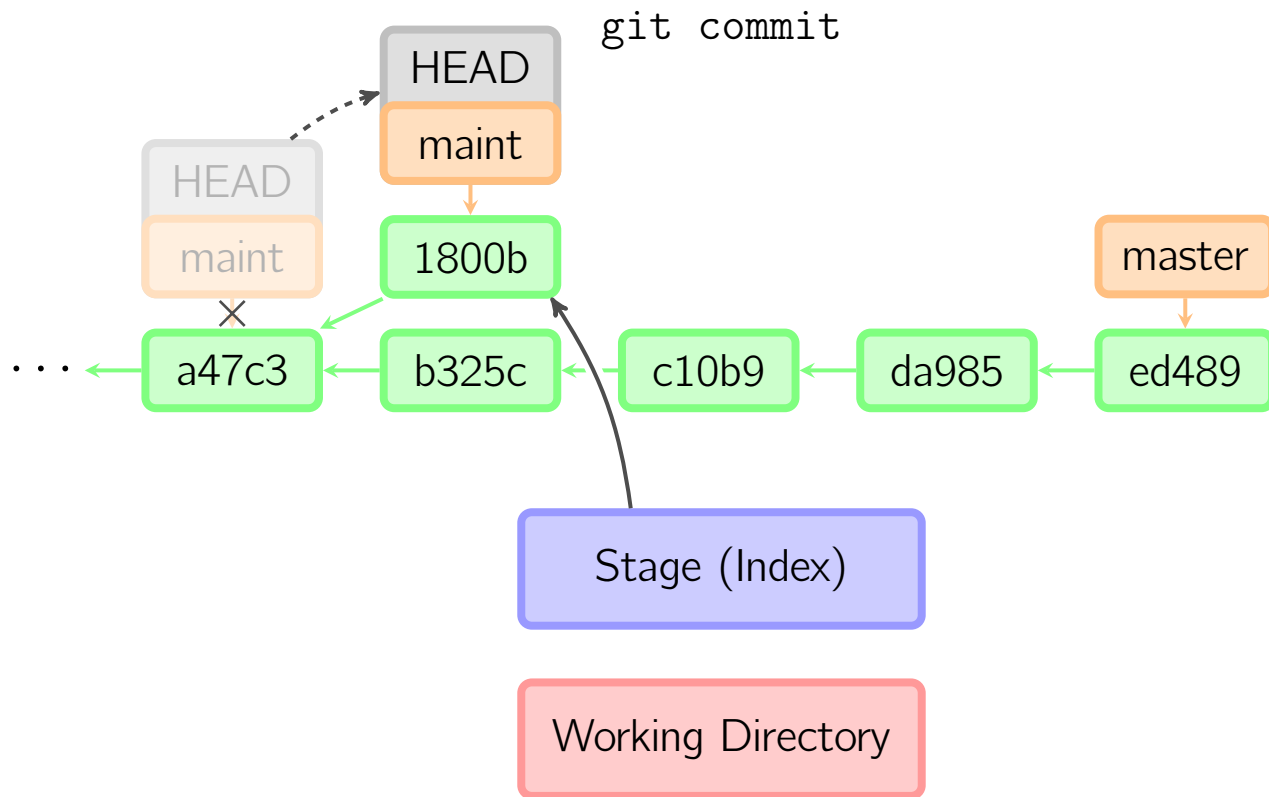 git commit
HEAD
maint
HEAD
maint
1800b
master
... a47c3 b325c c10b9 da985 ed489
Stage (Index)
Working Directory